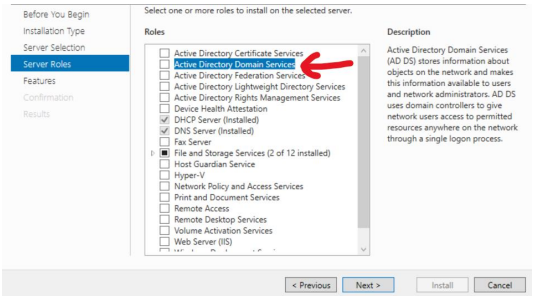 Before You Begin
Installation Type
Server Selection
Server Roles
Features
Confirmation
Results
Select one or more roles to install on the selected server.
Roles
Active Directory Certificate Services
Active Directory Domain Services
Active Directory Federation Services
Active Directory Lightweight Directory Services
Active Directory Rights Management Services
Device Health Attestation
DHCP Server (Installed)
DNS Server (Installed)
Fax Server
File and Storage Services (2 of 12 installed)
Host Guardian Service
Hyper-V
Network Policy and Access Services
Print and Document Services
Remote Access
Remote Desktop Services
Volume Activation Services
Web Server (IIS)
Description
Active Directory Domain Services
(AD DS) stores information about
objects on the network and makes
this information available to users
and network administrators. AD DS
uses domain controllers to give
network users access to permitted
resources anywhere on the network
through a single logon process.
< Previous
Next >
Install
Cancel